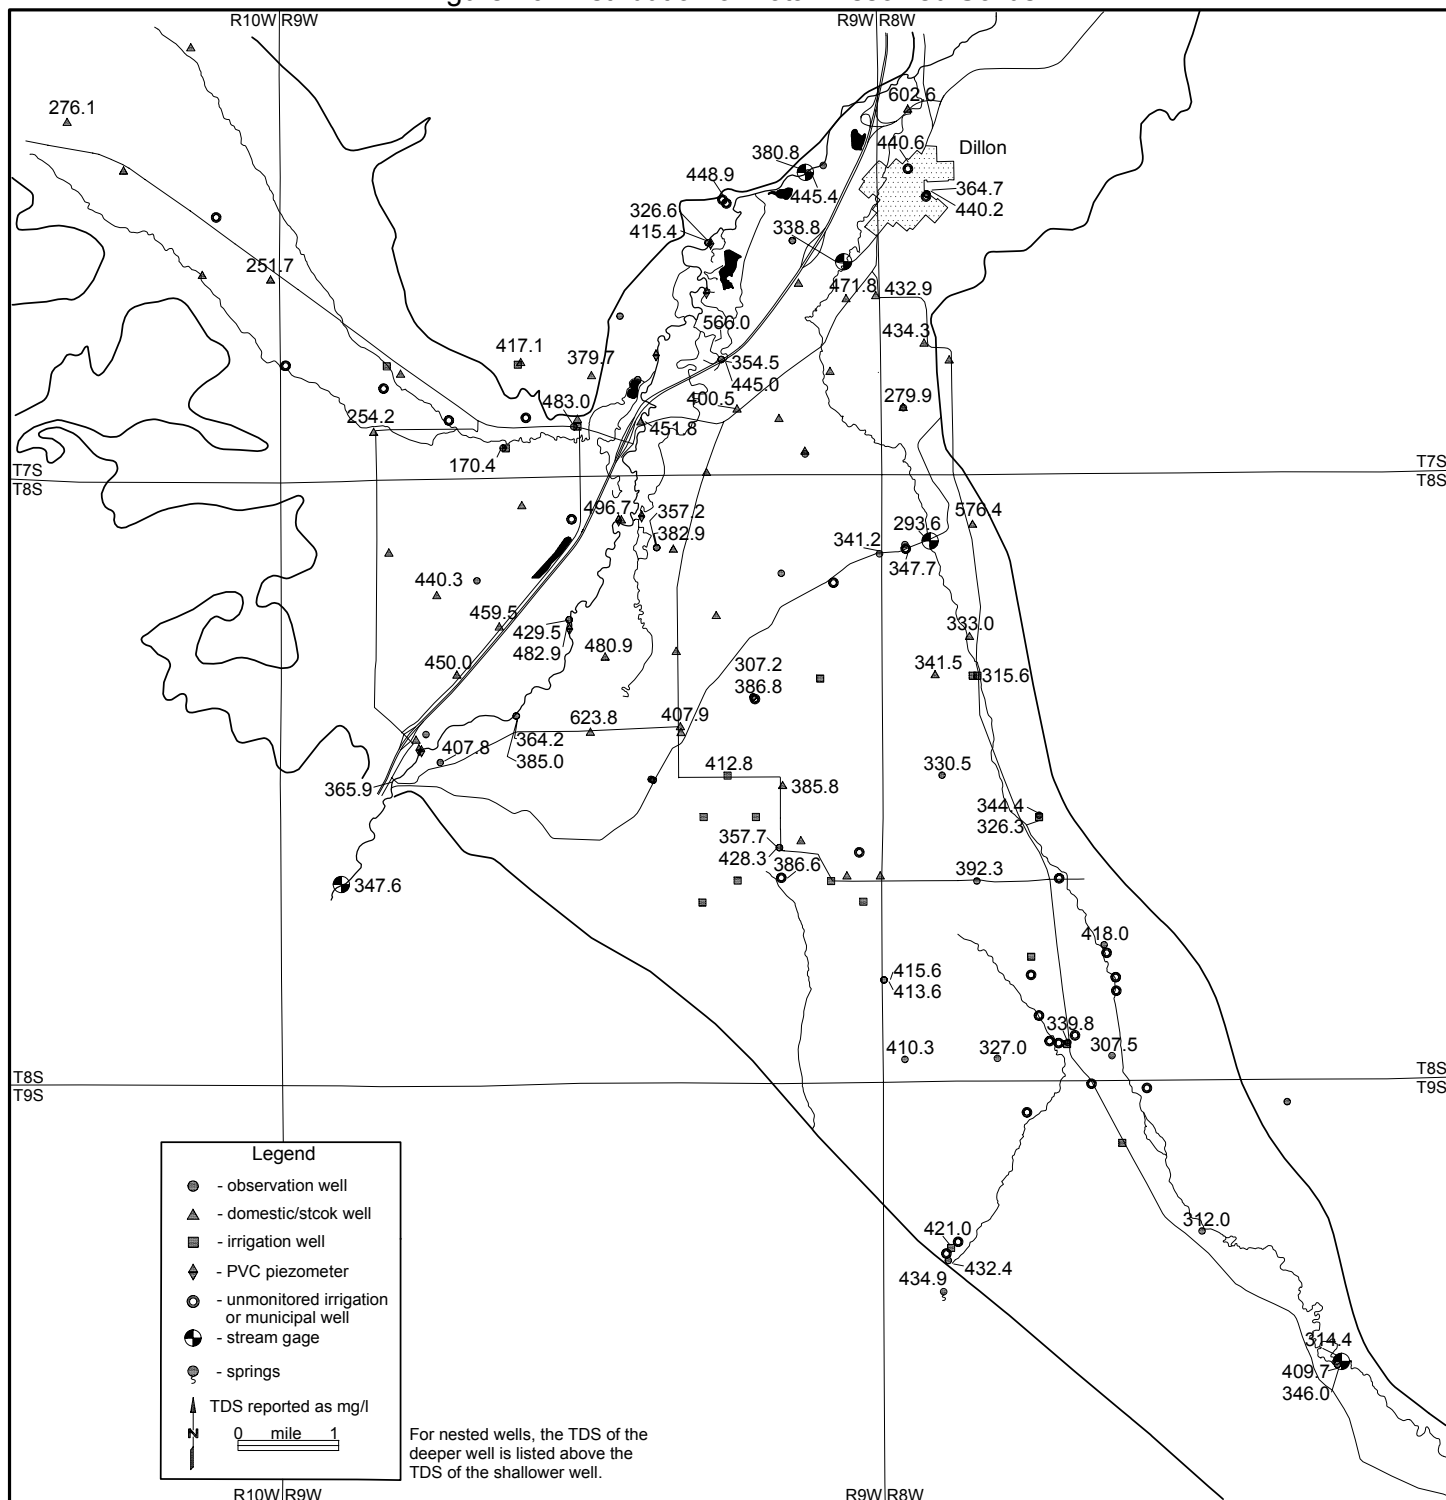 R10W R9W
R9W R8W
602.6
276.1
440.6
Dillon
380.8
448.9
364.7
445.4
440.2
326.6
415.4
338.8
251.7
471.8
432.9
566.0
434.3
417.1
379.7
354.5
445.0
400.5
279.9
483.0
254.2
451.8
170.4
T7S
T8S
T7S
T8S
496.7
357.2
382.9
576.4
293.6
341.2
347.7
440.3
459.5
429.5
482.9
480.9
333.0
450.0
307.2
386.8
341.5
315.6
623.8
407.9
364.2
385.0
407.8
365.9
412.8
385.8
330.5
344.4
326.3
357.7
428.3
386.6
392.3
347.6
418.0
415.6
413.6
339.8
410.3
327.0
307.5
T8S
T9S
T8S
T9S
Legend
- observation well
- domestic/stcok well
- irrigation well
- PVC piezometer
- unmonitored irrigation
or municipal well
- stream gage
- springs
TDS reported as mg/l
N
0 mile 1
For nested wells, the TDS of the
deeper well is listed above the
TDS of the shallower well.
312.0
421.0
432.4
434.9
314.4
409.7
346.0
R10W R9W
R9W R8W